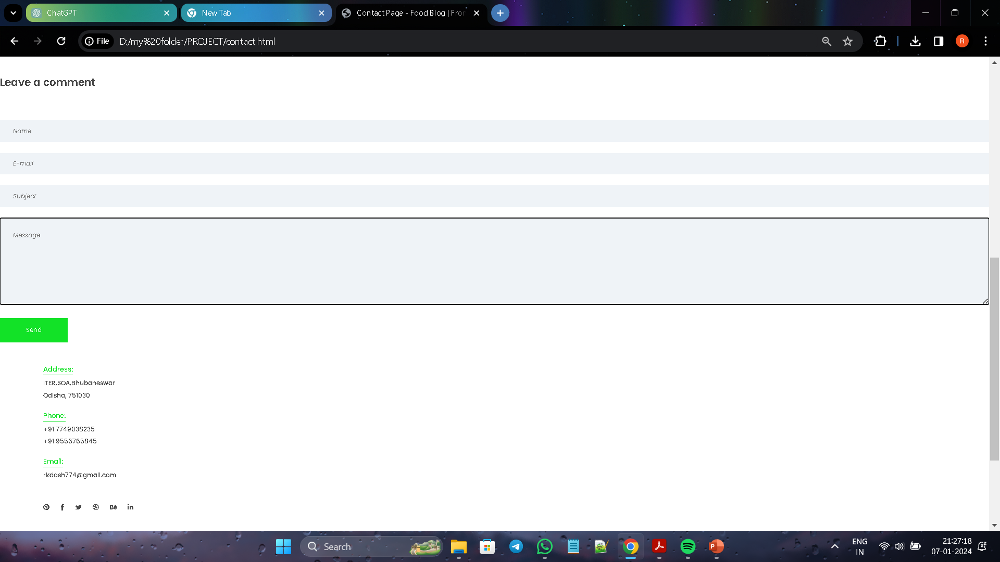 ChatGPT
New Tab
Contact Page - Food Blog | Fron
File
D:/my%20folder/PROJECT/contact.html
R
Leave a comment
Name
E-mail
Subject
Message
Send
Address:
ITER,SOA,Bhubaneswar
Odisha, 751030
Phone:
+91 7749038235
+91 9556765845
Email:
rkdash774@gmail.com
Bē
in
Search
ENG
IN
21:27:18
07-01-2024